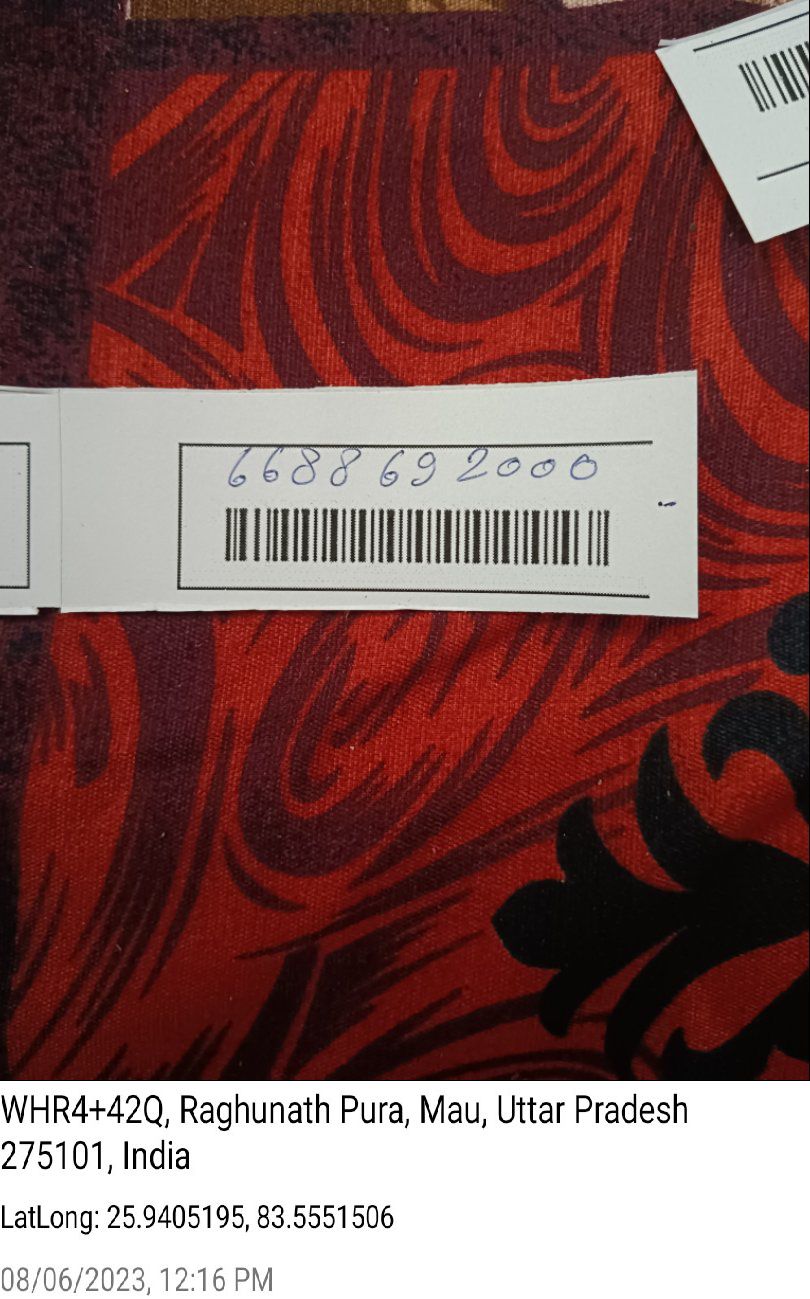 6688692000
WHR4+42Q, Raghunath Pura, Mau, Uttar Pradesh
275101, India
LatLong: 25.9405195, 83.5551506
08/06/2023, 12:16 PM